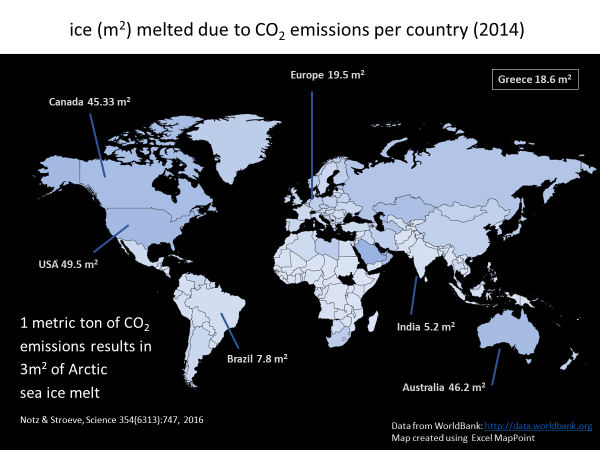 ice (m²) melted due to CO₂ emissions per country (2014)
Europe 19.5 m²
Greece 18.6 m²
Canada 45.33 m²
USA 49.5 m²
India 5.2 m²
Brazil 7.8 m²
Australia 46.2 m²
1 metric ton of CO₂
emissions results in
3m² of Arctic
sea ice melt
Notz & Stroeve, Science 354(6313):747, 2016
Data from WorldBank: http://data.worldbank.org
Map created using Excel MapPoint